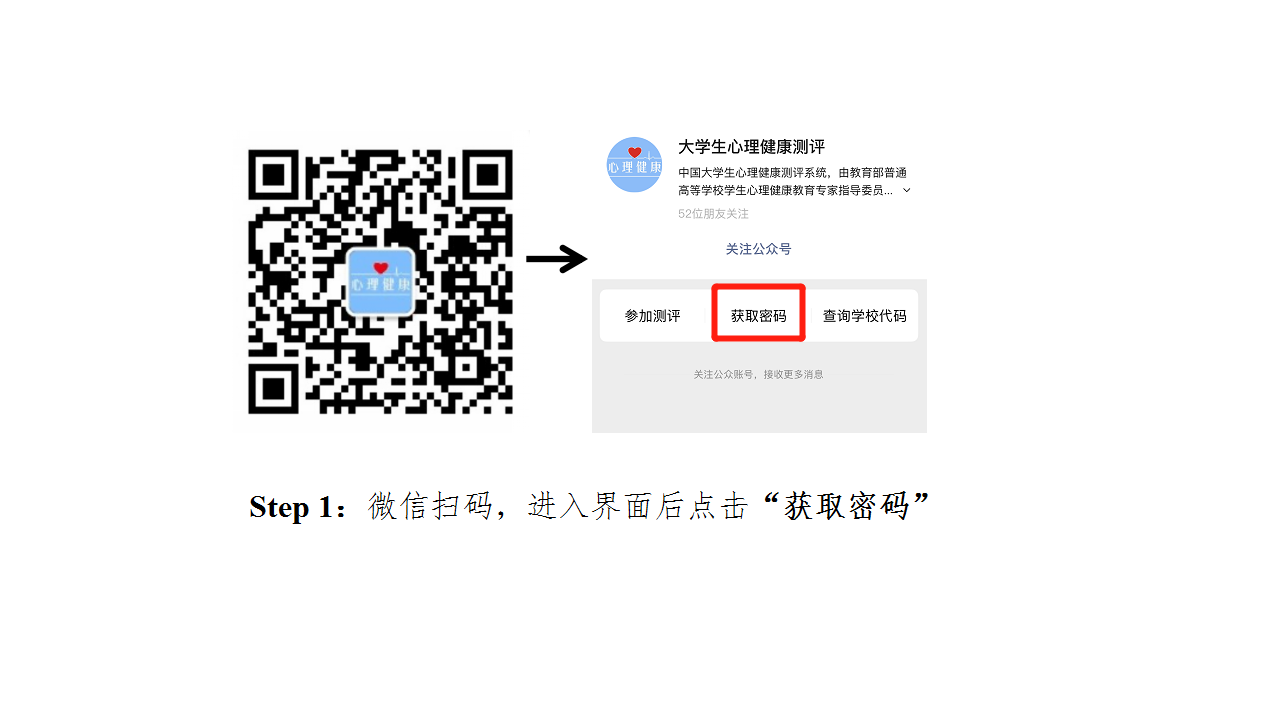 心理健康
心理健康
大学生心理健康测评
中国大学生心理健康测评系统，由教育部普通
高等学校学生心理健康教育专家指导委员...
52位朋友关注
关注公众号
参加测评 获取密码 查询学校代码
关注公众账号，接收更多消息
Step 1：微信扫码，进入界面后点击“获取密码”